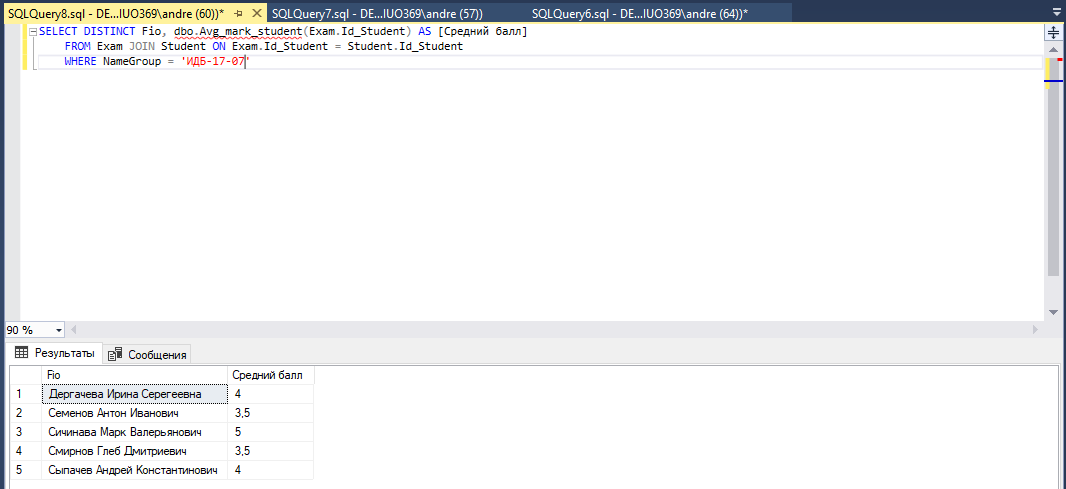 SQLQuery8.sql - DE...IUO369\andre (60))* SQLQuery7.sql - DE...IUO369\andre (57)) SQLQuery6.sql - DE...IUO369\andre (64))*
SELECT DISTINCT Fio, dbo.Avg_mark_student(Exam.Id_Student) AS [Средний балл]
FROM Exam JOIN Student ON Exam.Id_Student = Student.Id_Student
WHERE NameGroup = 'ИДБ-17-07'
90 %
Результаты Сообщения
Fio Средний балл
1 Дергачева Ирина Серегеевна 4
2 Семенов Антон Иванович 3,5
3 Сичинава Марк Валерьянович 5
4 Смирнов Глеб Дмитриевич 3,5
5 Сыпачев Андрей Константинович 4